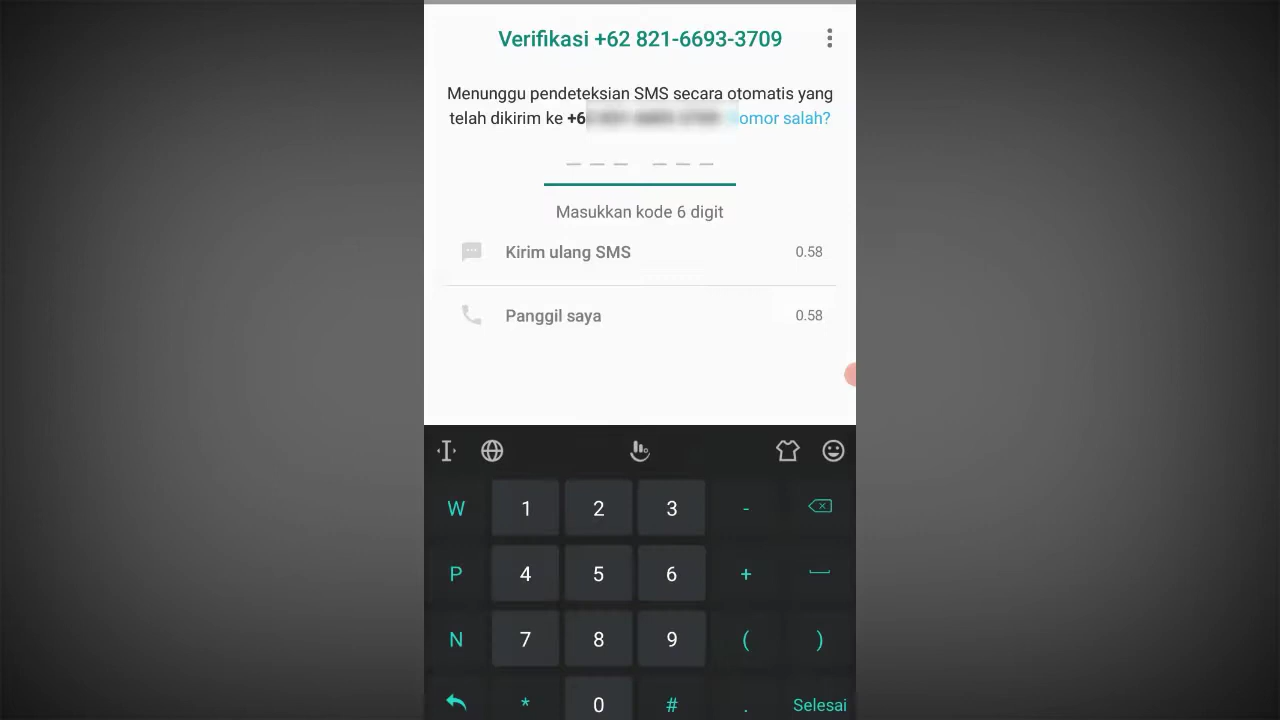 Verifikasi +62 821-6693-3709
Menunggu pendeteksian SMS secara otomatis yang
telah dikirim ke +6 omor salah?
Masukkan kode 6 digit
Kirim ulang SMS 0.58
Panggil saya 0.58
W 1 2 3 -
P 4 5 6 +
N 7 8 9 ( )
* 0 # . Selesai